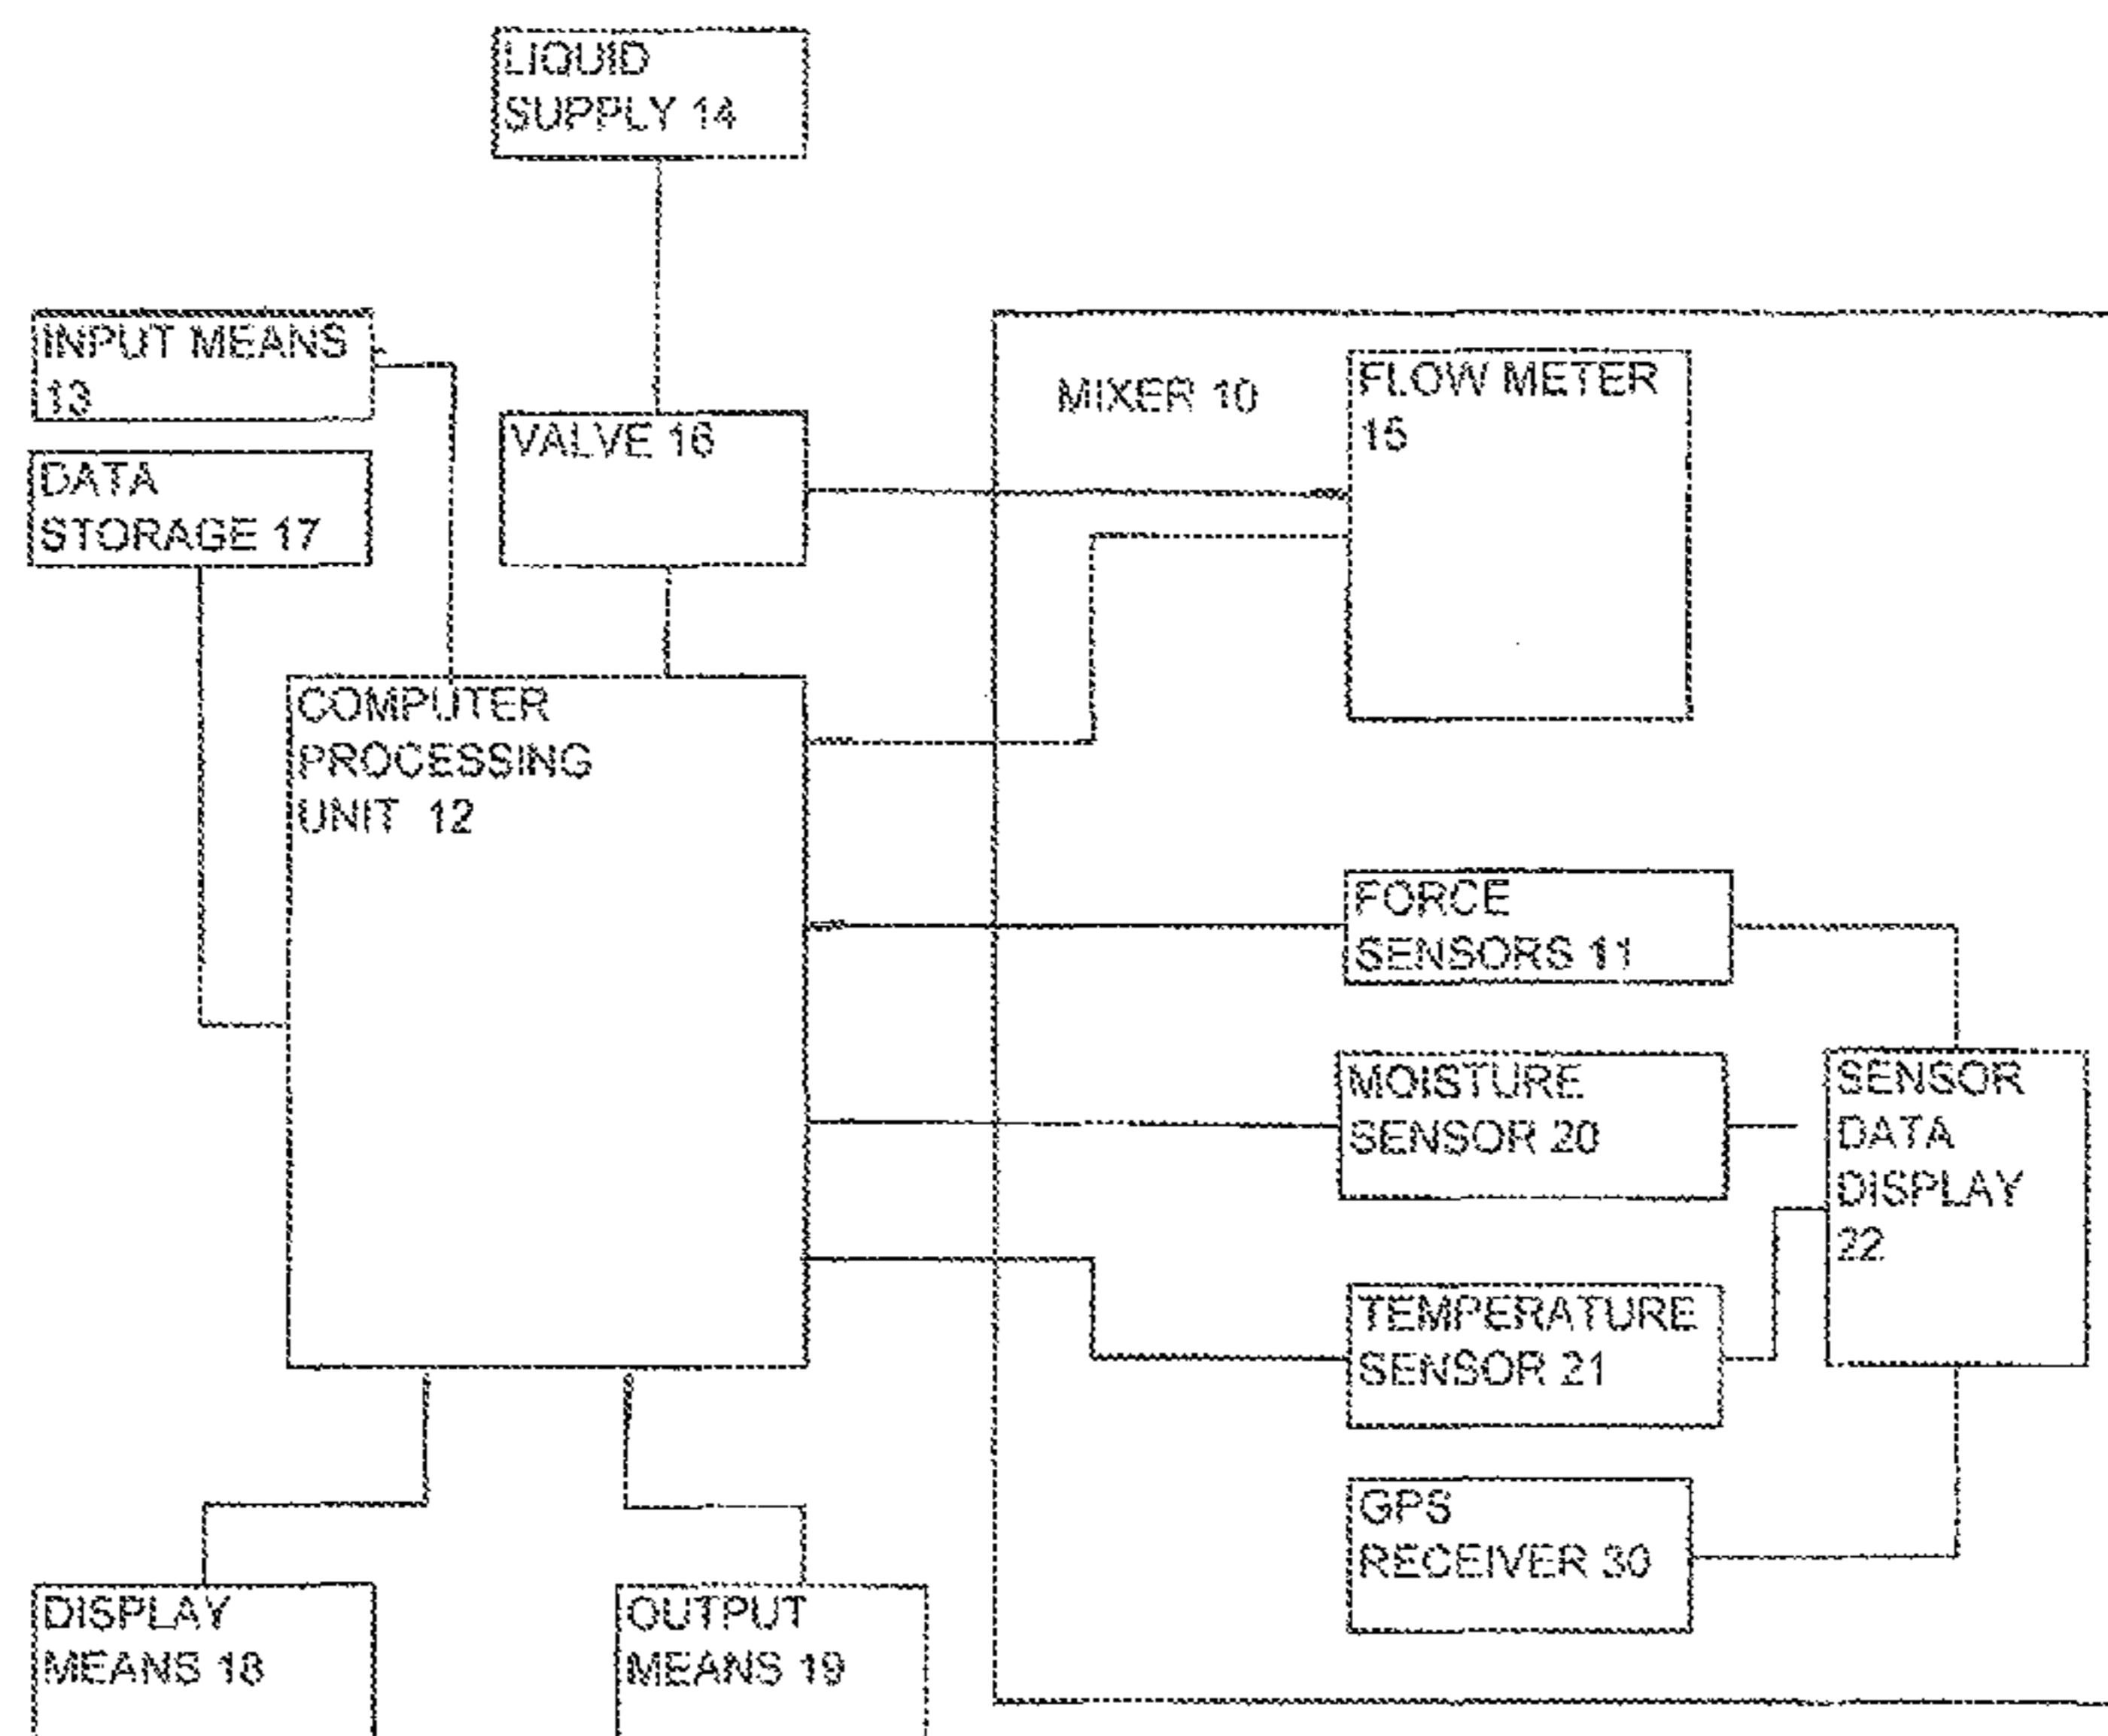 LIQUID
SUPPLY 14
INPUT MEANS
13
DATA
STORAGE 17
VALVE 16
MIXER 10
FLOW METER
15
COMPUTER
PROCESSING
UNIT 12
FORCE
SENSORS 11
MOISTURE
SENSOR 20
SENSOR
DATA
DISPLAY
22
TEMPERATURE
SENSOR 21
GPS
RECEIVER 30
DISPLAY
MEANS 18
OUTPUT
MEANS 19